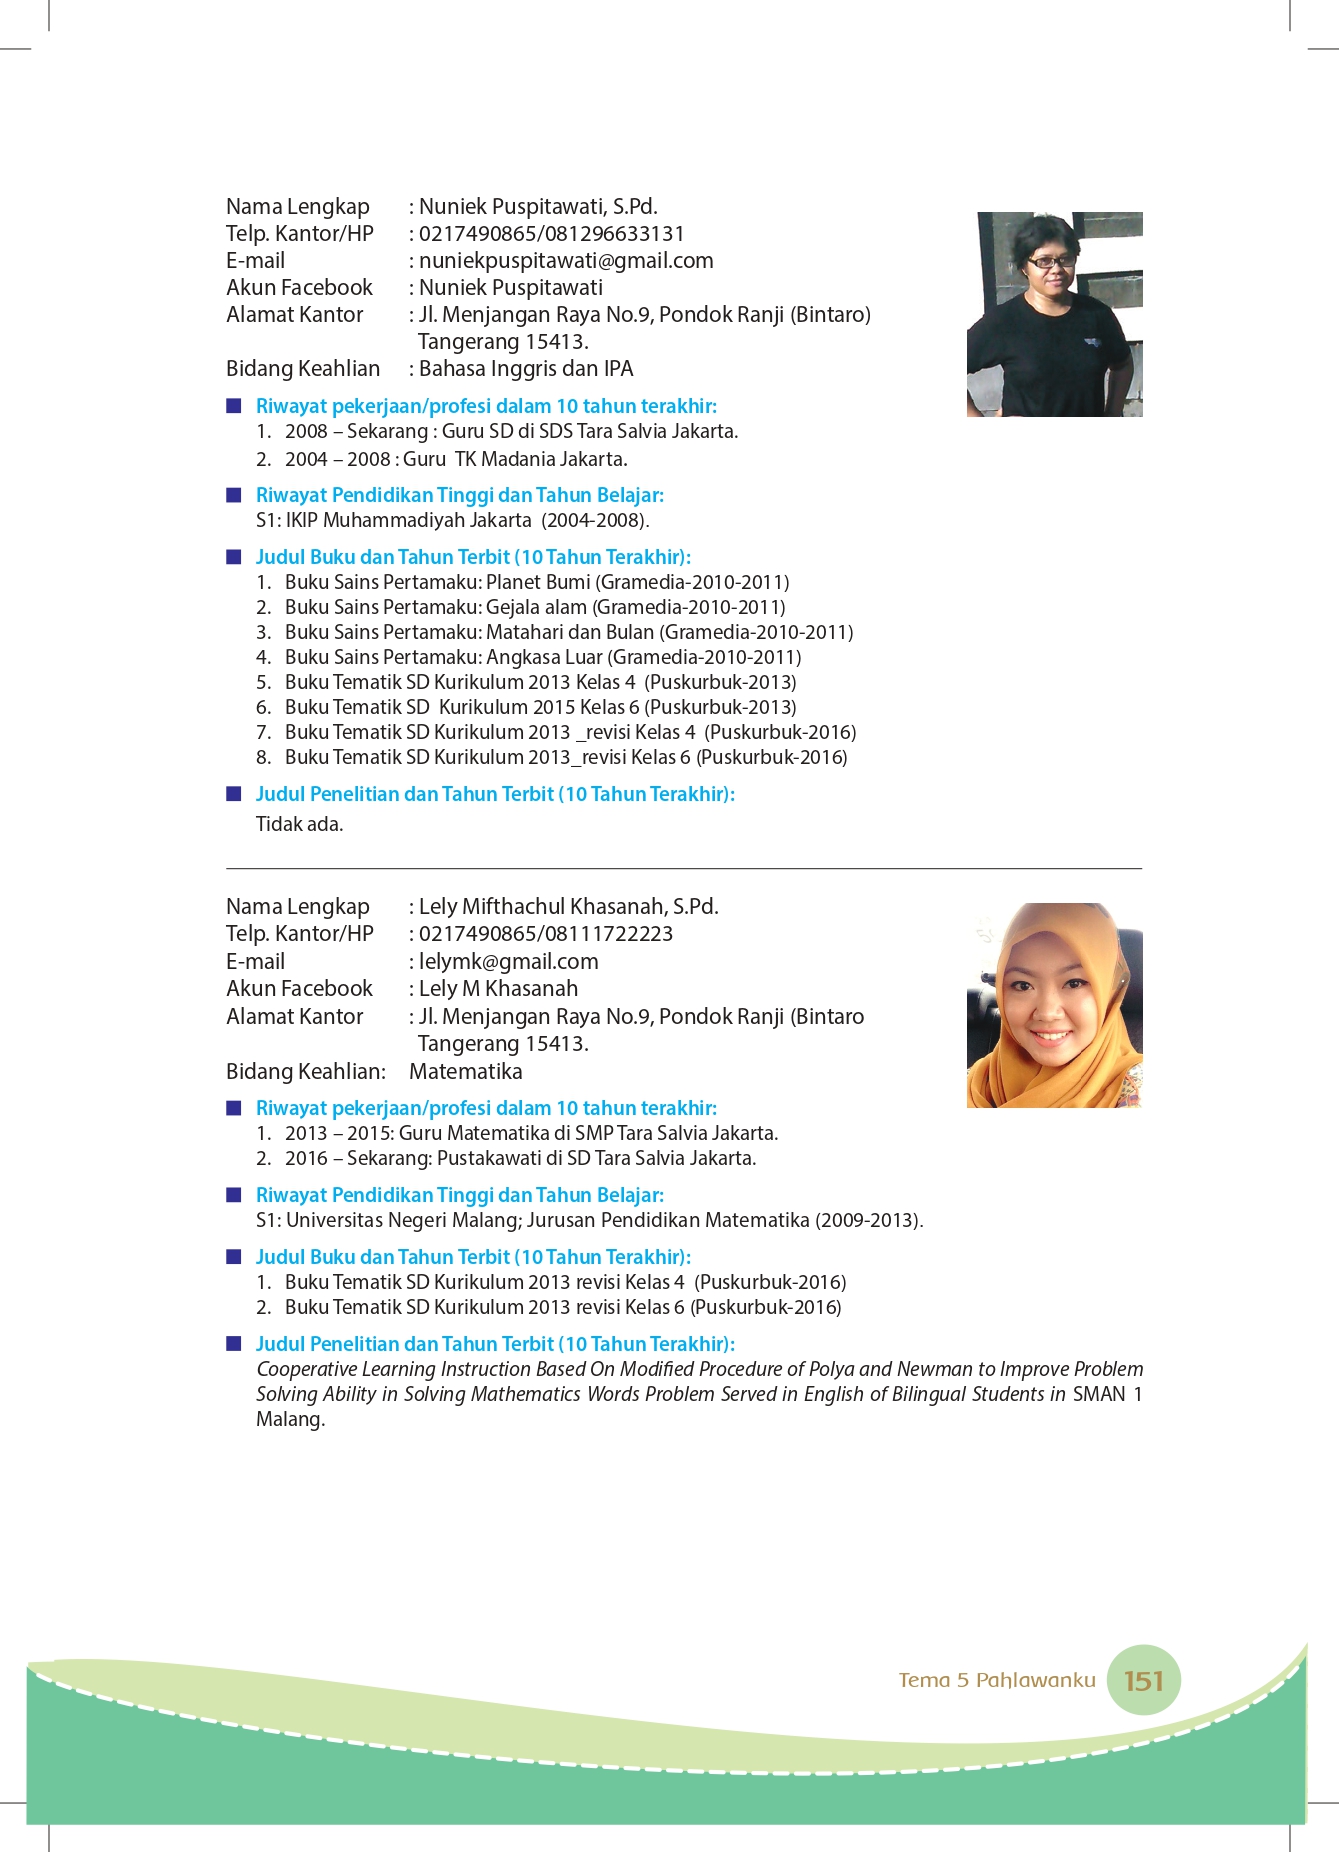 Nama Lengkap : Nuniek Puspitawati, S.Pd.
Telp. Kantor/HP : 0217490865/081296633131
E-mail : nuniekpuspitawati@gmail.com
Akun Facebook : Nuniek Puspitawati
Alamat Kantor : Jl. Menjangan Raya No.9, Pondok Ranji (Bintaro)
Tangerang 15413.
Bidang Keahlian : Bahasa Inggris dan IPA
Riwayat pekerjaan/profesi dalam 10 tahun terakhir:
1. 2008 – Sekarang : Guru SD di SDS Tara Salvia Jakarta.
2. 2004 – 2008 : Guru TK Madania Jakarta.
Riwayat Pendidikan Tinggi dan Tahun Belajar:
S1: IKIP Muhammadiyah Jakarta (2004-2008).
Judul Buku dan Tahun Terbit (10 Tahun Terakhir):
1. Buku Sains Pertamaku: Planet Bumi (Gramedia-2010-2011)
2. Buku Sains Pertamaku: Gejala alam (Gramedia-2010-2011)
3. Buku Sains Pertamaku: Matahari dan Bulan (Gramedia-2010-2011)
4. Buku Sains Pertamaku: Angkasa Luar (Gramedia-2010-2011)
5. Buku Tematik SD Kurikulum 2013 Kelas 4 (Puskurbuk-2013)
6. Buku Tematik SD Kurikulum 2015 Kelas 6 (Puskurbuk-2013)
7. Buku Tematik SD Kurikulum 2013 _revisi Kelas 4 (Puskurbuk-2016)
8. Buku Tematik SD Kurikulum 2013_revisi Kelas 6 (Puskurbuk-2016)
Judul Penelitian dan Tahun Terbit (10 Tahun Terakhir):
Tidak ada.
Nama Lengkap : Lely Mifthachul Khasanah, S.Pd.
Telp. Kantor/HP : 0217490865/08111722223
E-mail : lelymk@gmail.com
Akun Facebook : Lely M Khasanah
Alamat Kantor : Jl. Menjangan Raya No.9, Pondok Ranji (Bintaro
Tangerang 15413.
Bidang Keahlian: Matematika
Riwayat pekerjaan/profesi dalam 10 tahun terakhir:
1. 2013 – 2015: Guru Matematika di SMP Tara Salvia Jakarta.
2. 2016 – Sekarang: Pustakawati di SD Tara Salvia Jakarta.
Riwayat Pendidikan Tinggi dan Tahun Belajar:
S1: Universitas Negeri Malang; Jurusan Pendidikan Matematika (2009-2013).
Judul Buku dan Tahun Terbit (10 Tahun Terakhir):
1. Buku Tematik SD Kurikulum 2013 revisi Kelas 4 (Puskurbuk-2016)
2. Buku Tematik SD Kurikulum 2013 revisi Kelas 6 (Puskurbuk-2016)
Judul Penelitian dan Tahun Terbit (10 Tahun Terakhir):
Cooperative Learning Instruction Based On Modified Procedure of Polya and Newman to Improve Problem
Solving Ability in Solving Mathematics Words Problem Served in English of Bilingual Students in SMAN 1
Malang.
Tema 5 Pahlawanku 151